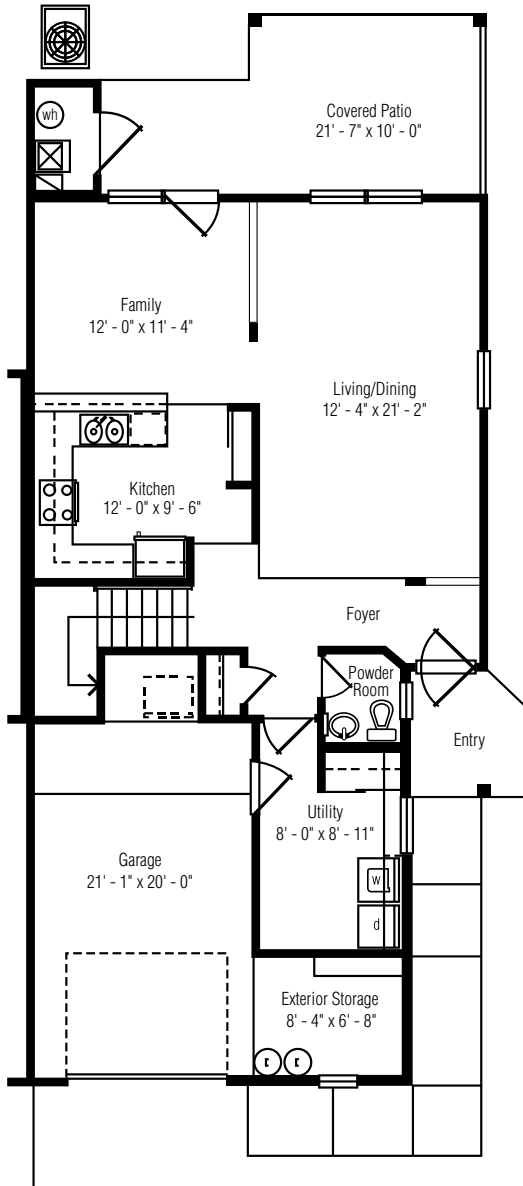 Covered Patio
21' - 7" x 10' - 0"
wh
Family
12' - 0" x 11' - 4"
Living/Dining
12' - 4" x 21' - 2"
Kitchen
12' - 0" x 9' - 6"
Foyer
Powder
Room
Entry
Utility
8' - 0" x 8' - 11"
Garage
21' - 1" x 20' - 0"
w
d
Exterior Storage
8' - 4" x 6' - 8"